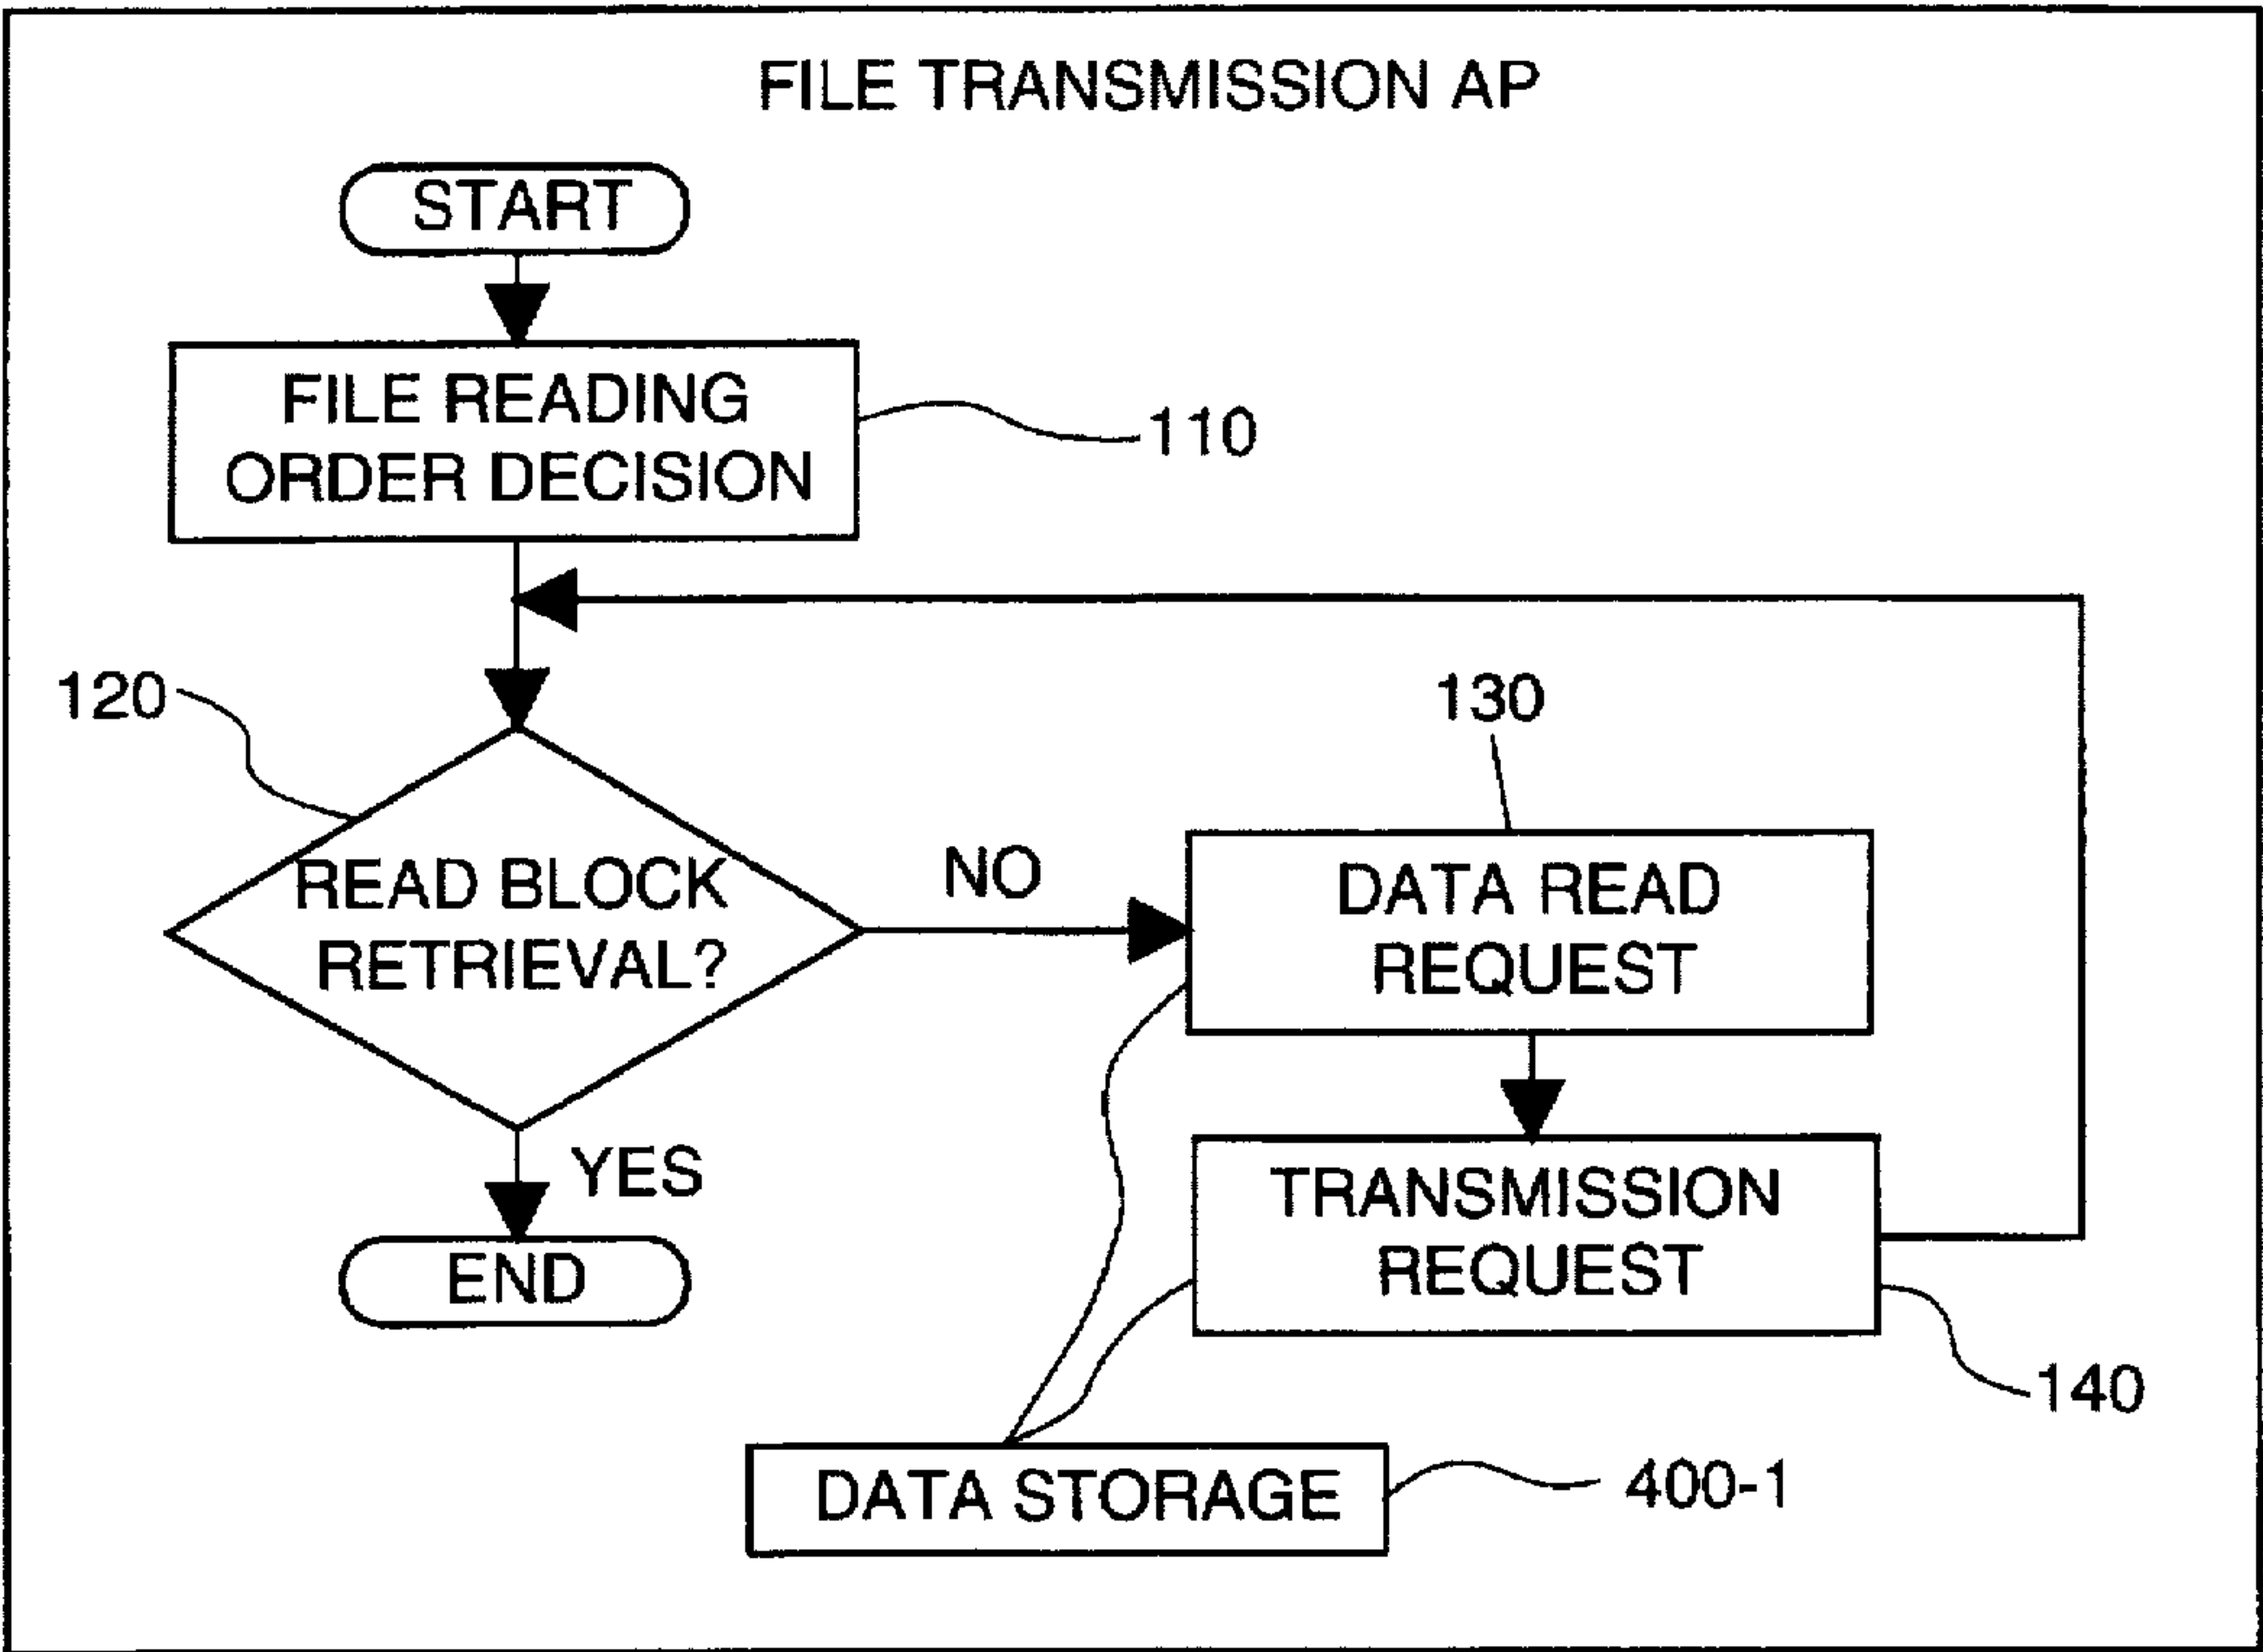 FILE TRANSMISSION AP
START
FILE READING
ORDER DECISION
110
120
READ BLOCK
RETRIEVAL?
NO
130
DATA READ
REQUEST
YES
END
TRANSMISSION
REQUEST
140
DATA STORAGE
400-1